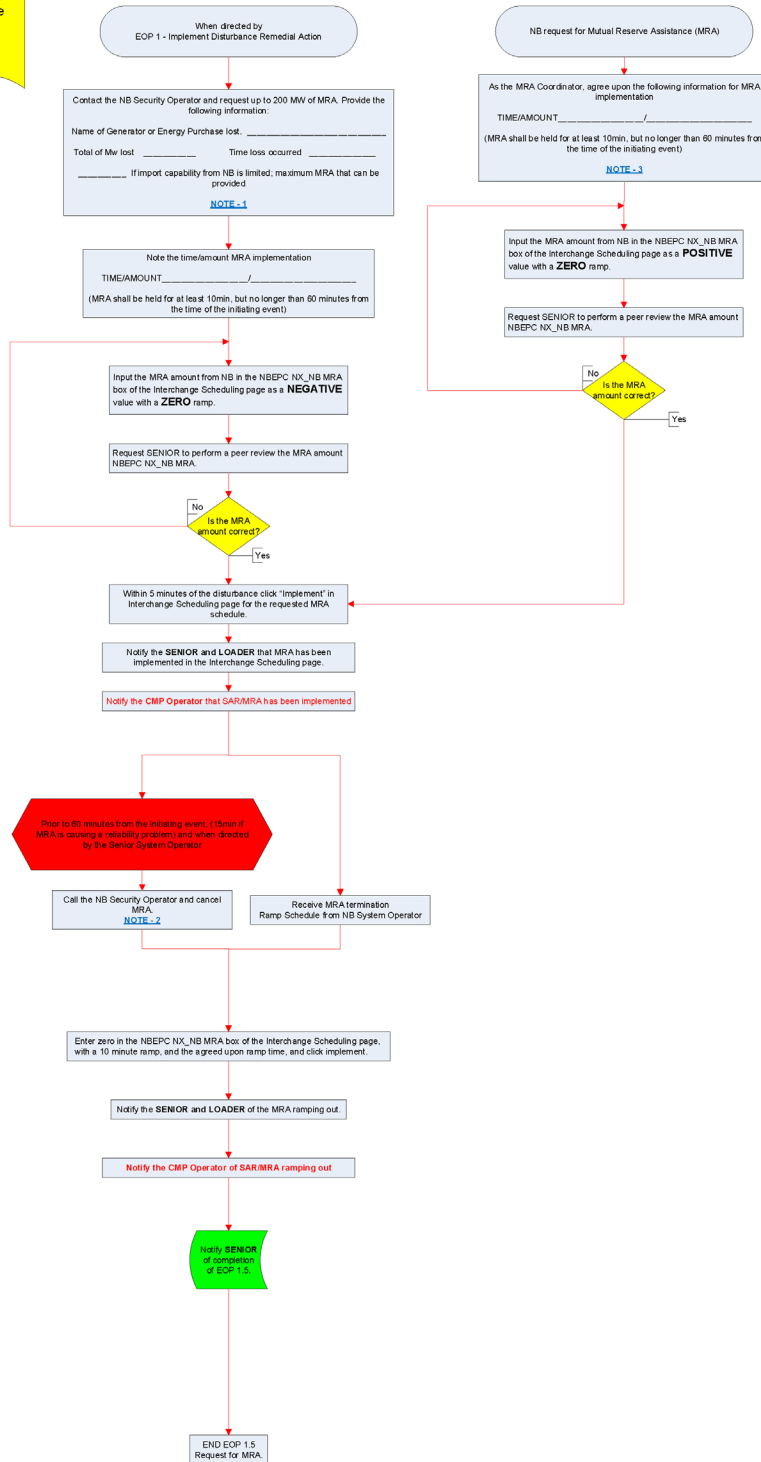 e
When directed by
EOP 1 - Implement Disturbance Remedial Action
NB request for Mutual Reserve Assistance (MRA)
Contact the NB Security Operator and request up to 200 MW of MRA. Provide the
following information:
Name of Generator or Energy Purchase lost. _____________________________
Total of Mw lost ___________ Time loss occurred ______________
__________ If import capability from NB is limited; maximum MRA that can be
provided
NOTE - 1
As the MRA Coordinator, agree upon the following information for MRA
implementation
TIME/AMOUNT__________________/______________________
(MRA shall be held for at least 10min, but no longer than 60 minutes from
the time of the initiating event)
NOTE - 3
Note the time/amount MRA implementation
TIME/AMOUNT__________________/______________________
(MRA shall be held for at least 10min, but no longer than 60 minutes from
the time of the initiating event)
Input the MRA amount from NB in the NBEPC NX_NB MRA
box of the Interchange Scheduling page as a POSITIVE
value with a ZERO ramp.
Request SENIOR to perform a peer review the MRA amount
NBEPC NX_NB MRA.
No
Is the MRA
amount correct?
Yes
Input the MRA amount from NB in the NBEPC NX_NB MRA
box of the Interchange Scheduling page as a NEGATIVE
value with a ZERO ramp.
Request SENIOR to perform a peer review the MRA amount
NBEPC NX_NB MRA.
No
Is the MRA
amount correct?
Yes
Within 5 minutes of the disturbance click “Implement” in
Interchange Scheduling page for the requested MRA
schedule.
Notify the SENIOR and LOADER that MRA has been
implemented in the Interchange Scheduling page.
Notify the CMP Operator that SAR/MRA has been implemented
Prior to 60 minutes from the initiating event, (15min if
MRA is causing a reliability problem) and when directed
by the Senior System Operator
Call the NB Security Operator and cancel
MRA.
NOTE - 2
Receive MRA termination
Ramp Schedule from NB System Operator
Enter zero in the NBEPC NX_NB MRA box of the Interchange Scheduling page,
with a 10 minute ramp, and the agreed upon ramp time, and click implement.
Notify the SENIOR and LOADER of the MRA ramping out.
Notify the CMP Operator of SAR/MRA ramping out
Notify SENIOR
of completion
of EOP 1.5.
END EOP 1.5
Request for MRA.